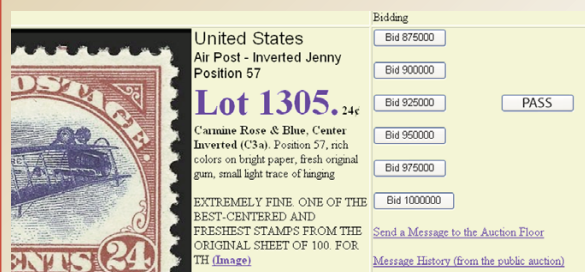 Bidding
United States
Air Post - Inverted Jenny
Position 57
Lot 1305. 24¢
Carmine Rose & Blue, Center
Inverted (C3a). Position 57, rich
colors on bright paper, fresh original
gum, small light trace of hinging
EXTREMELY FINE. ONE OF THE
BEST-CENTERED AND
FRESHEST STAMPS FROM THE
ORIGINAL SHEET OF 100. FOR
TH (Image)
Bid 875000
Bid 900000
Bid 925000
PASS
Bid 950000
Bid 975000
Bid 1000000
Send a Message to the Auction Floor
Message History (from the public auction)
POSTAGE
ENTS 24